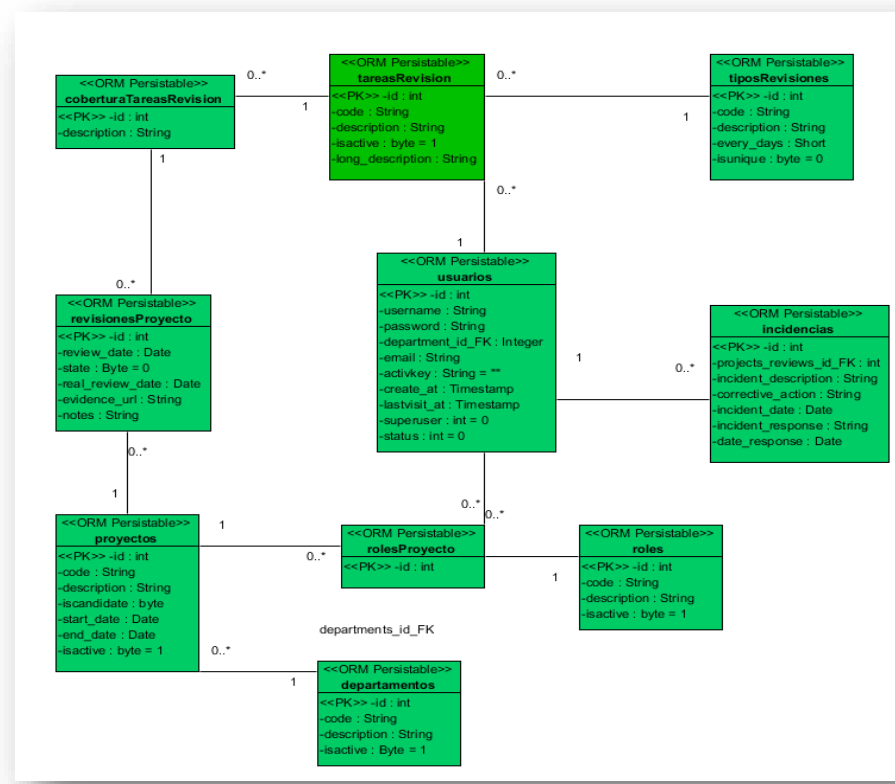 <<ORM Persistable>>
coberturaTareasRevision
<<PK>> -id : int
-description : String
0..*
1
<<ORM Persistable>>
tareasRevision
<<PK>> -id : int
-code : String
-description : String
-isactive : byte = 1
-long_description : String
0..*
1
<<ORM Persistable>>
tiposRevisiones
<<PK>> -id : int
-code : String
-description : String
-every_days : Short
-isunique : byte = 0
1
0..*
0..*
1
<<ORM Persistable>>
revisionesProyecto
<<PK>> -id : int
-review_date : Date
-state : Byte = 0
-real_review_date : Date
-evidence_url : String
-notes : String
<<ORM Persistable>>
usuarios
<<PK>> -id : int
-username : String
-password : String
-department_id_FK : Integer
-email : String
-activkey : String = ""
-create_at : Timestamp
-lastvisit_at : Timestamp
-superuser : int = 0
-status : int = 0
1
0..*
<<ORM Persistable>>
incidencias
<<PK>> -id : int
-projects_reviews_id_FK : int
-incident_description : String
-corrective_action : String
-incident_date : Date
-incident_response : String
-date_response : Date
0..*
1
0..*
0..*
<<ORM Persistable>>
proyectos
<<PK>> -id : int
-code : String
-description : String
-iscandidate : byte
-start_date : Date
-end_date : Date
-isactive : byte = 1
1
0..*
<<ORM Persistable>>
rolesProyecto
<<PK>> -id : int
1
<<ORM Persistable>>
roles
<<PK>> -id : int
-code : String
-description : String
-isactive : byte = 1
departments_id_FK
0..*
1
<<ORM Persistable>>
departamentos
<<PK>> -id : int
-code : String
-description : String
-isactive : Byte = 1